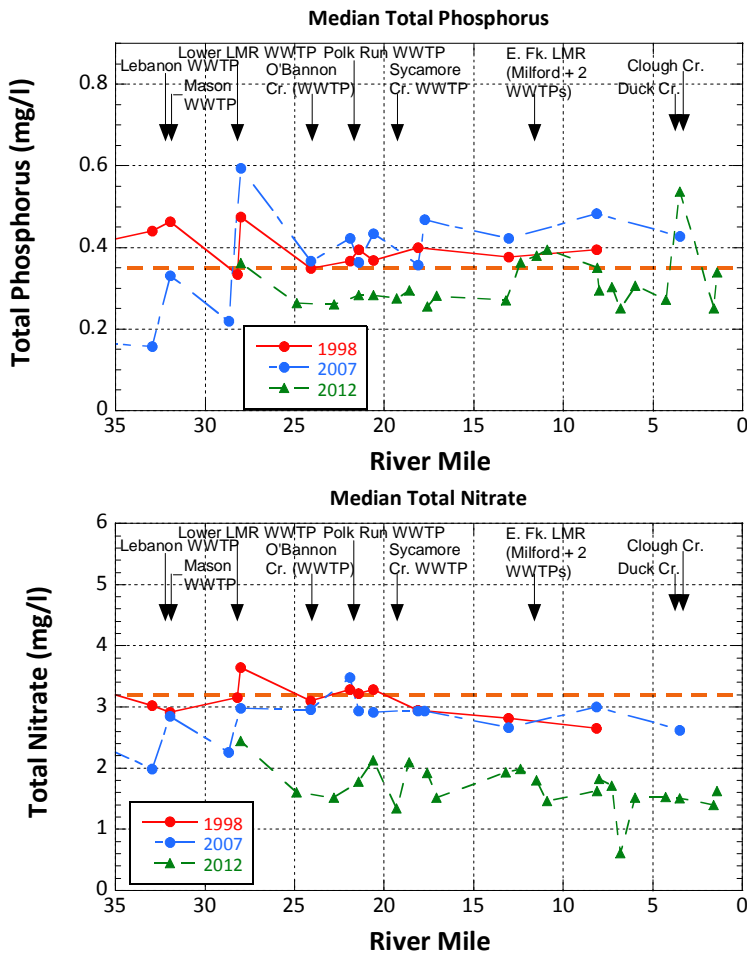 Median Total Phosphorus
Total Phosphorus (mg/l)
0.9
0.8
0.6
0.4
0.2
0
Lower LMR WWTP Polk Run WWTP
Lebanon WWTP
_Mason
WWTP
O'Bannon
Cr. (WWTP)
Sycamore
Cr. WWTP
E. Fk. LMR
(Milford + 2
WWTPs)
Clough Cr.
Duck Cr.
1998
2007
2012
35 30 25 20 15 10 5 0
River Mile
Median Total Nitrate
Total Nitrate (mg/l)
6
5
4
3
2
1
0
Lower LMR WWTP Polk Run WWTP
Lebanon WWTP
_Mason
WWTP
O'Bannon
Cr. (WWTP)
Sycamore
Cr. WWTP
E. Fk. LMR
(Milford + 2
WWTPs)
Clough Cr.
Duck Cr.
1998
2007
2012
35 30 25 20 15 10 5 0
River Mile